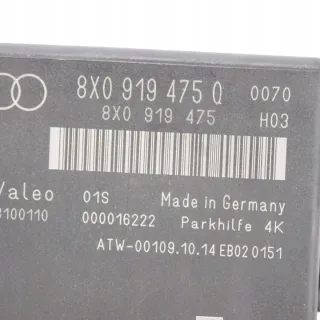 8X0 919 475 Q 0070
8X0 919 475 H03
Valeo 01S Made in Germany
3100110 000016222 Parkhilfe 4K
ATW-00109.10.14 EB02 0151